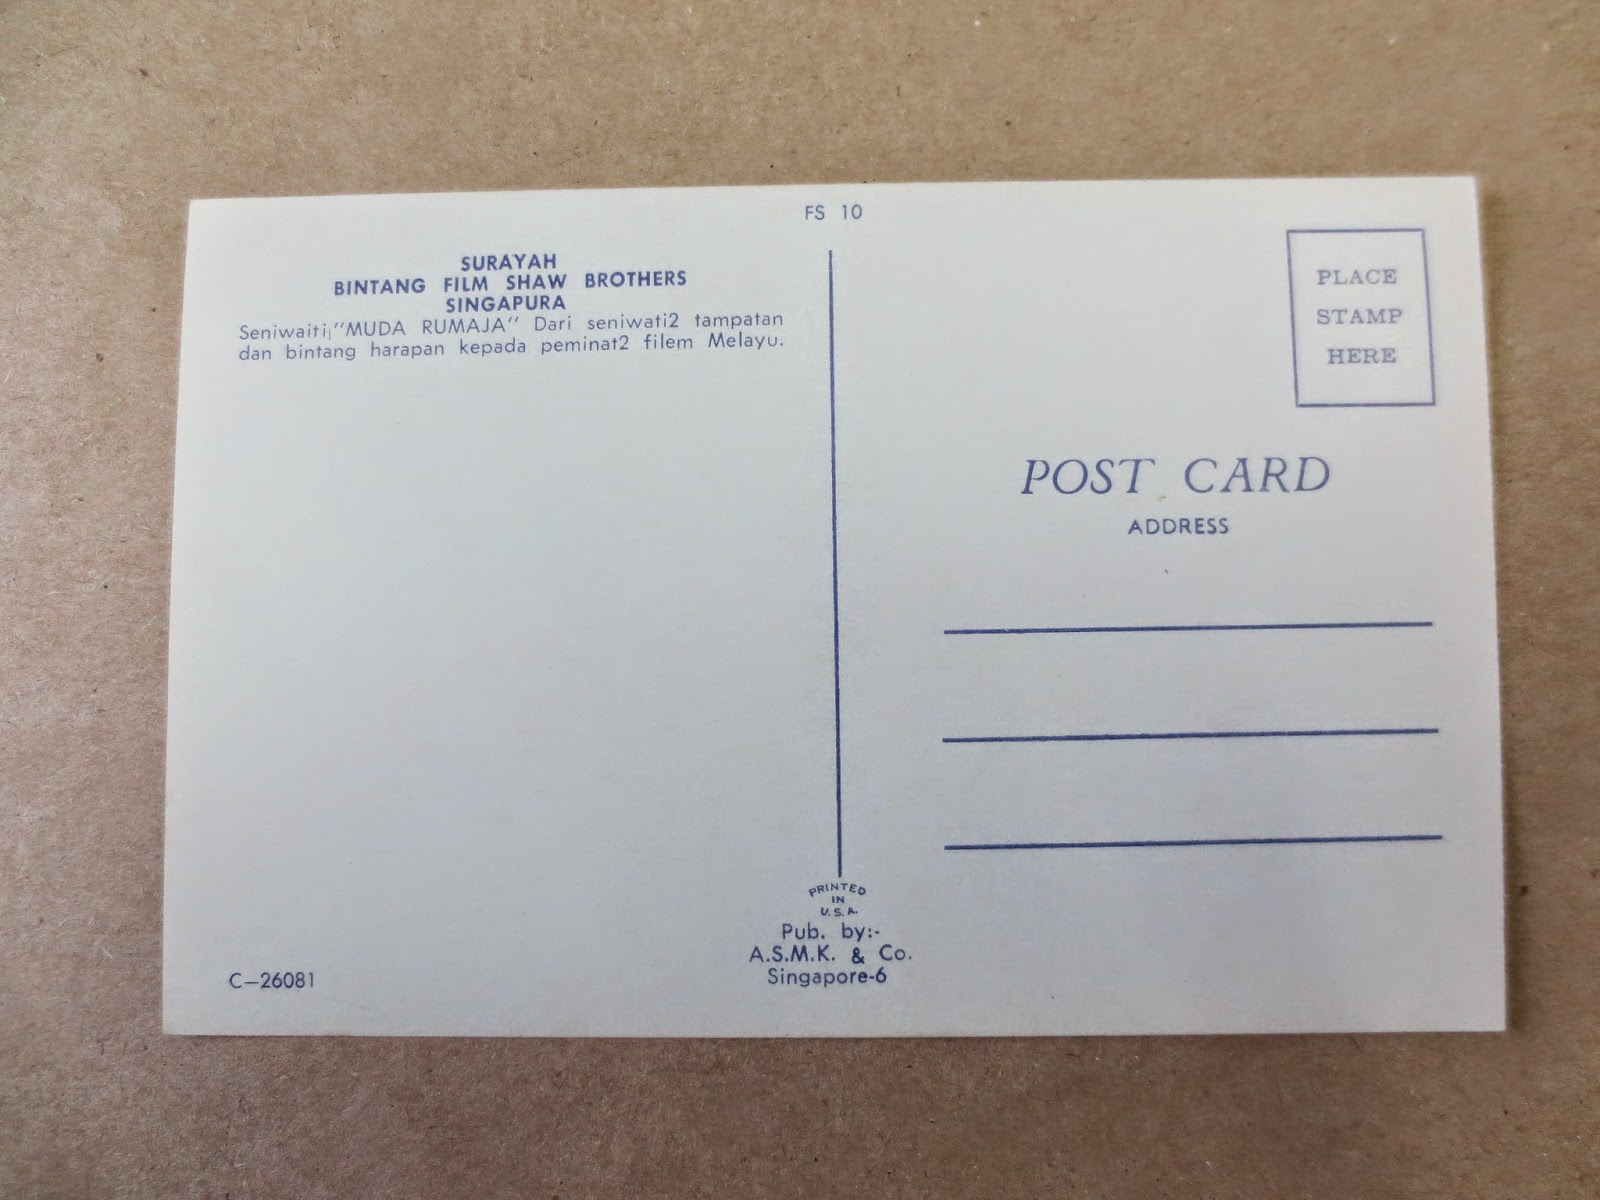 FS 10
SURAYAH
BINTANG FILM SHAW BROTHERS
SINGAPURA
Seniwaiti,"MUDA RUMAJA" Dari seniwati2 tampatan
dan bintang harapan kepada peminat2 filem Melayu.
PLACE
STAMP
HERE
POST CARD
ADDRESS
PRINTED
IN
U.S.A.
Pub. by:-
A.S.M.K. & Co.
Singapore-6
C-26081